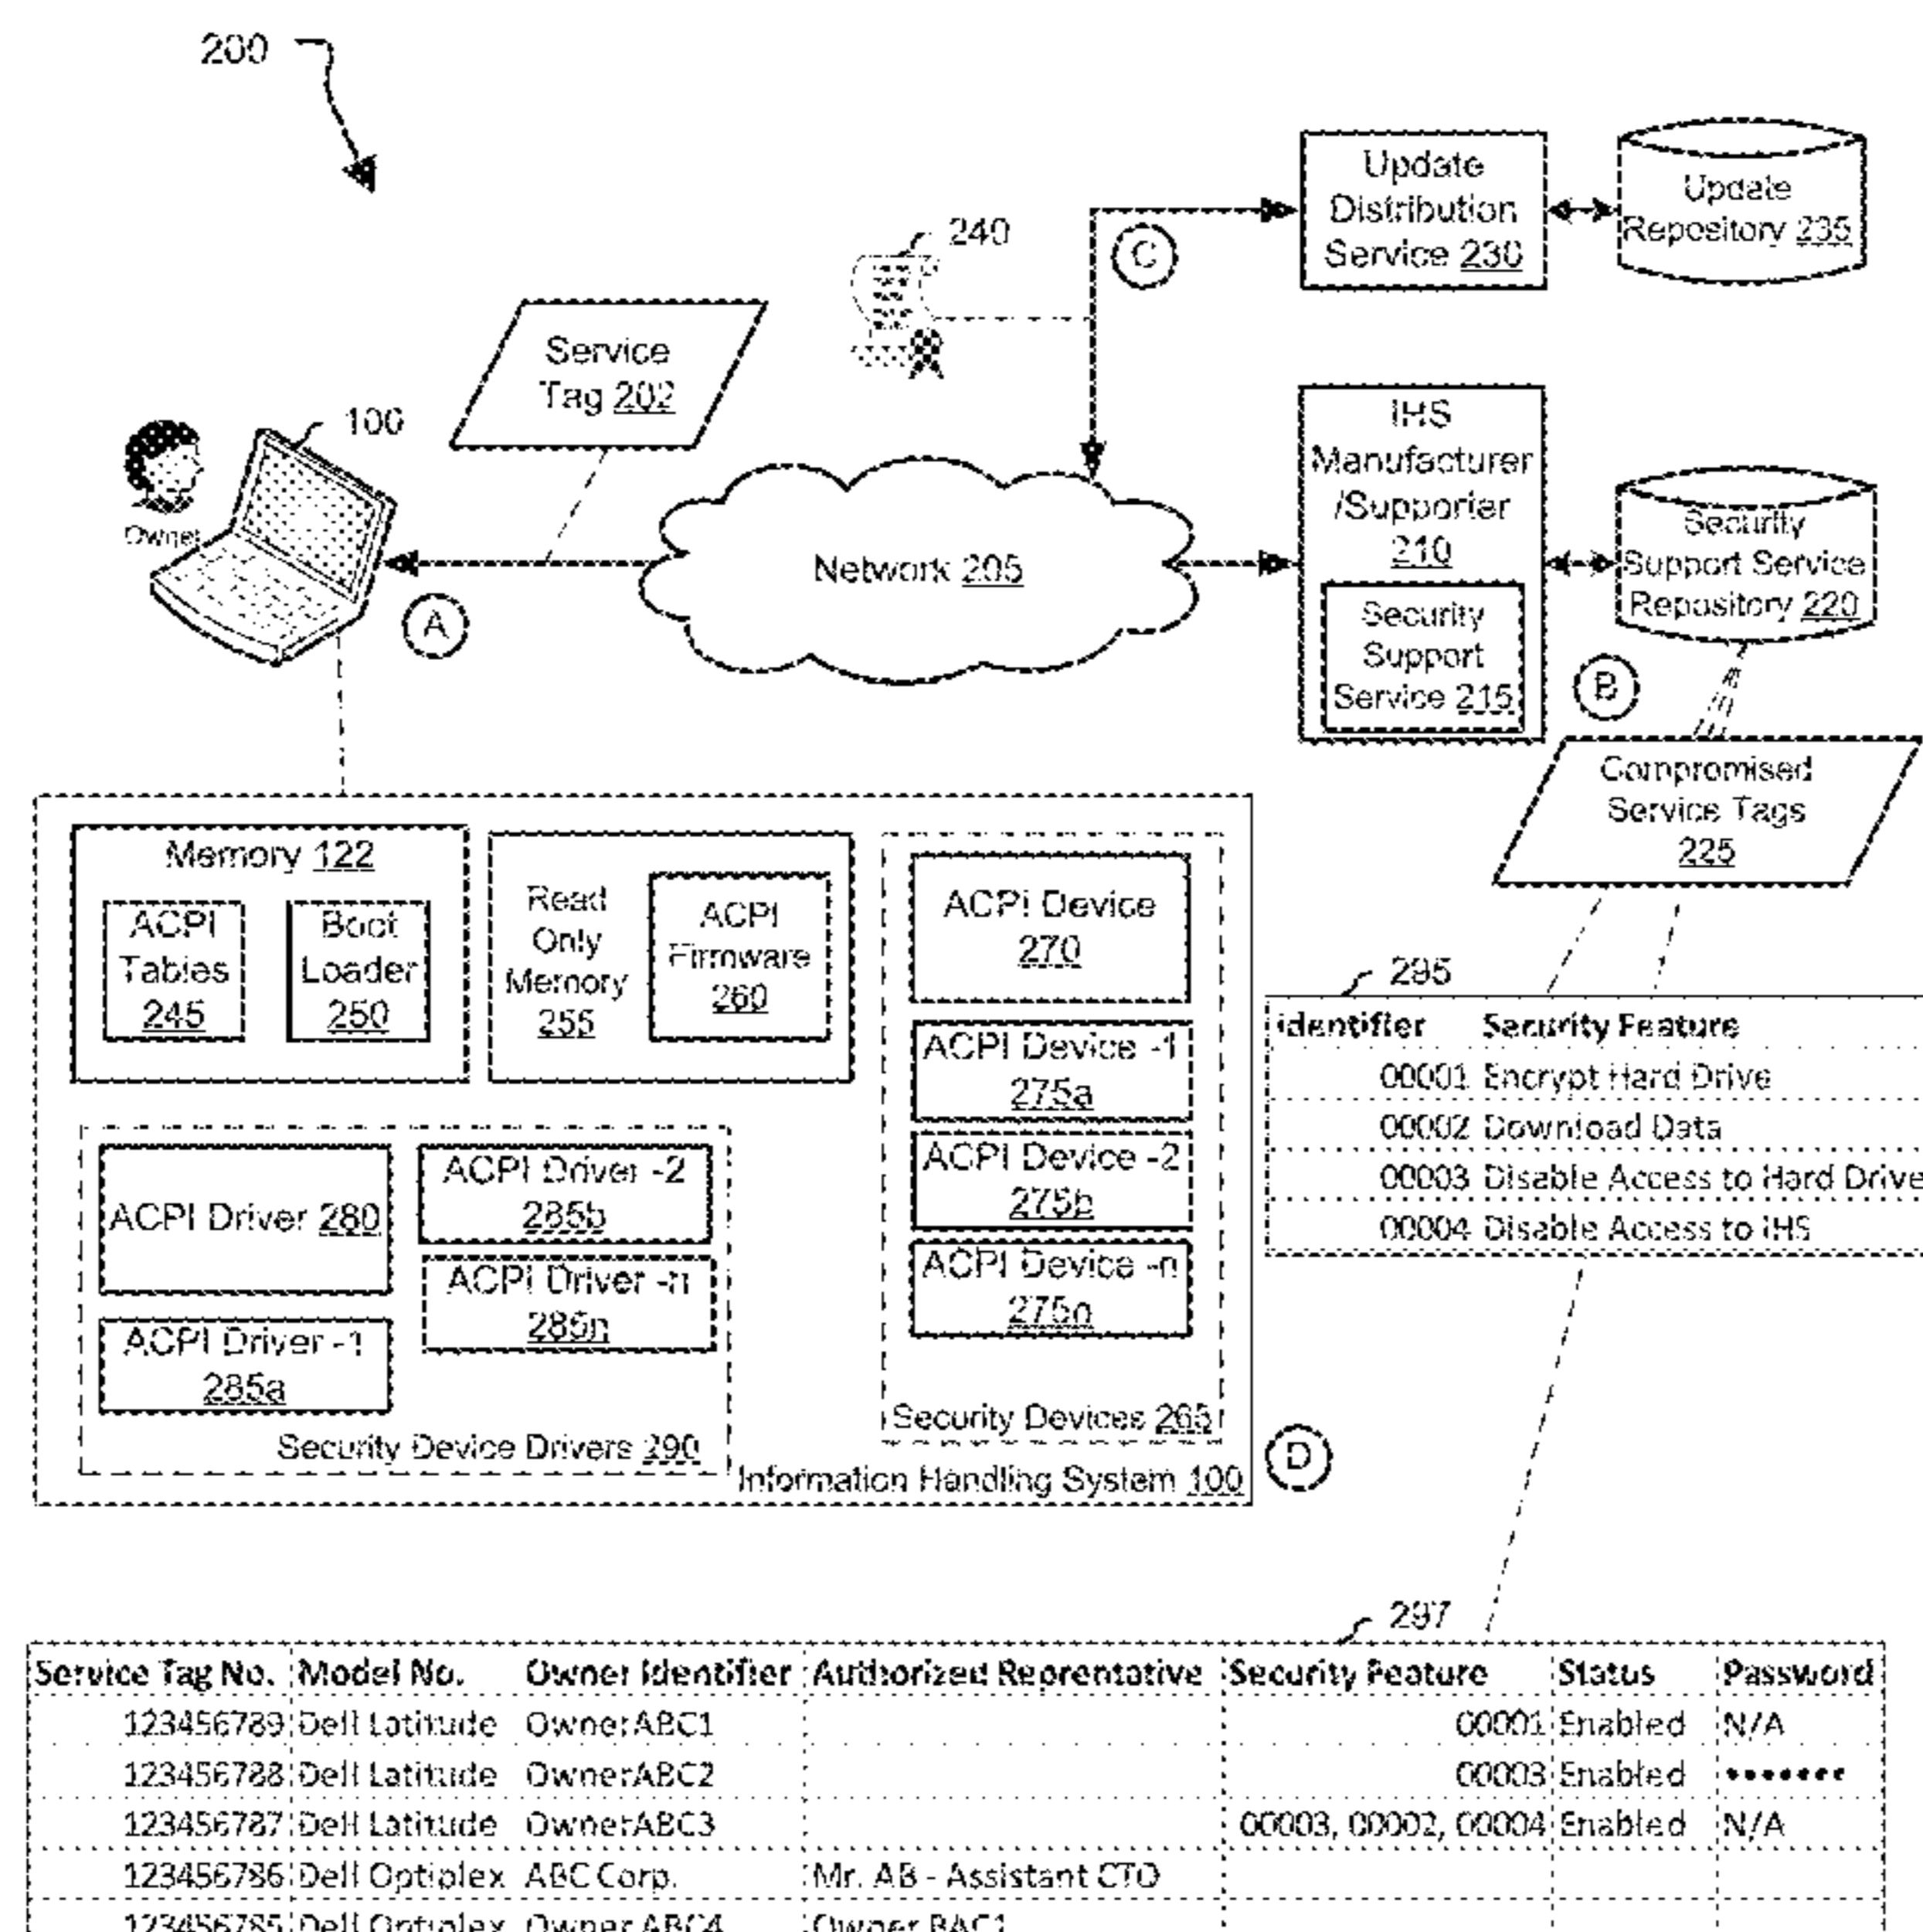 200
Update
Distribution
Service 230
Update
Repository 235
240
C
Service
Tag 202
100
Owner
IHS
Manufacturer
/Supporter
210
Security
Support Service
Repository 220
Network 205
A
Security
Support
Service 215
B
Compromised
Service Tags
225
Memory 122
ACPI
Tables
245
Boot
Loader
250
Read
Only
Memory
255
ACPI
Firmware
260
ACPI Device
270
ACPI Device -1
275a
ACPI Device -2
275b
ACPI Device -n
275n
Security Devices 265
ACPI Driver 280
ACPI Driver -2
285b
ACPI Driver -n
285n
ACPI Driver -1
285a
Security Device Drivers 290
Information Handling System 100
D
295
Identifier Security Feature
00001 Encrypt Hard Drive
00002 Download Data
00003 Disable Access to Hard Drive
00004 Disable Access to IHS
297
Service Tag No. Model No. Owner Identifier Authorized Reprentative Security Feature Status Password
123456789 Dell Latitude OwnerABC1 00001 Enabled N/A
123456788 Dell Latitude OwnerABC2 00003 Enabled •••••••
123456787 Dell Latitude OwnerABC3 00003, 00002, 00004 Enabled N/A
123456786 Dell Optiplex ABC Corp. Mr. AB - Assistant CTO
123456785 Dell Optiplex Owner ABC4 Owner BAC1